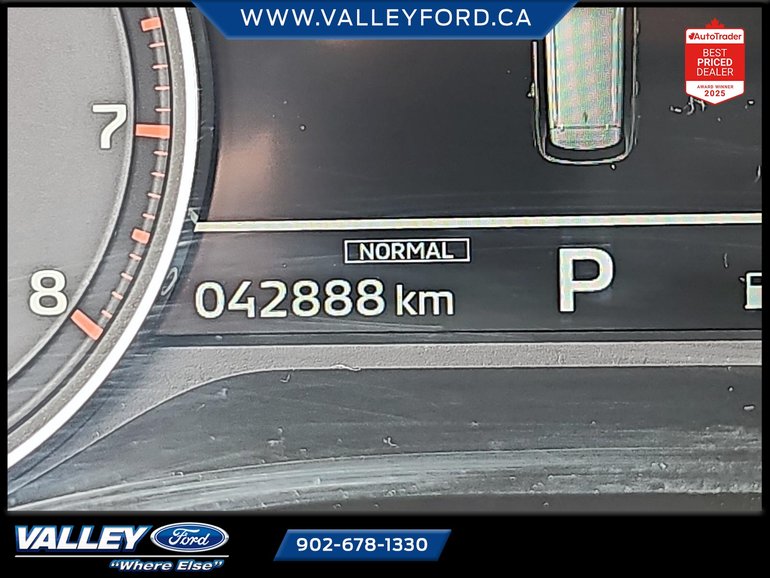 WWW.VALLEYFORD.CA
AutoTrader
BEST
PRICED
DEALER
AWARD WINNER
2025
7
8
NORMAL
042888 km
P
VALLEY Ford
"Where Else"
902-678-1330